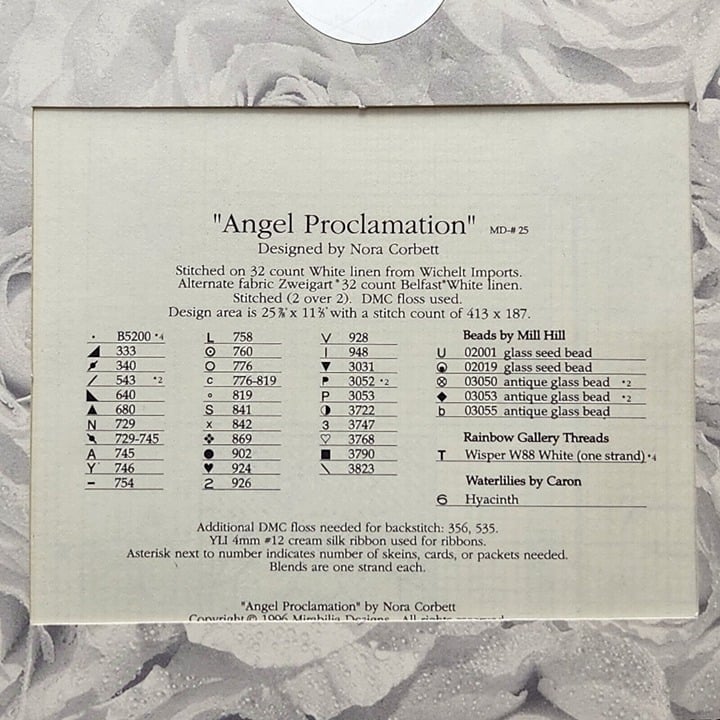 "Angel Proclamation" MD-# 25
Designed by Nora Corbett
Stitched on 32 count White linen from Wichelt Imports.
Alternate fabric Zweigart* 32 count Belfast"White linen.
Stitched (2 over 2). DMC floss used.
Design area is 25⅞" x 11⅝" with a stitch count of 413 x 187.
· B5200 *4
◢ 333
340
/ 543 *2
◣ 640
▲ 680
N 729
729-745
A 745
Y 746
– 754
L 758
⊙ 760
O 776
c 776-819
∘ 819
S 841
x 842
❖ 869
● 902
♥ 924
2 926
V 928
I 948
▼ 3031
3052 *2
P 3053
◑ 3722
3 3747
♡ 3768
■ 3790
\ 3823
Beads by Mill Hill
U 02001 glass seed bead
02019 glass seed bead
⊗ 03050 antique glass bead *2
◆ 03053 antique glass bead *2
b 03055 antique glass bead
Rainbow Gallery Threads
T Wisper W88 White (one strand) *4
Waterlilies by Caron
6 Hyacinth
Additional DMC floss needed for backstitch: 356, 535.
YLI 4mm #12 cream silk ribbon used for ribbons.
Asterisk next to number indicates number of skeins, cards, or packets needed.
Blends are one strand each.
"Angel Proclamation" by Nora Corbett
Copyright © 1996 Mirabilia Designs. All rights reserved.